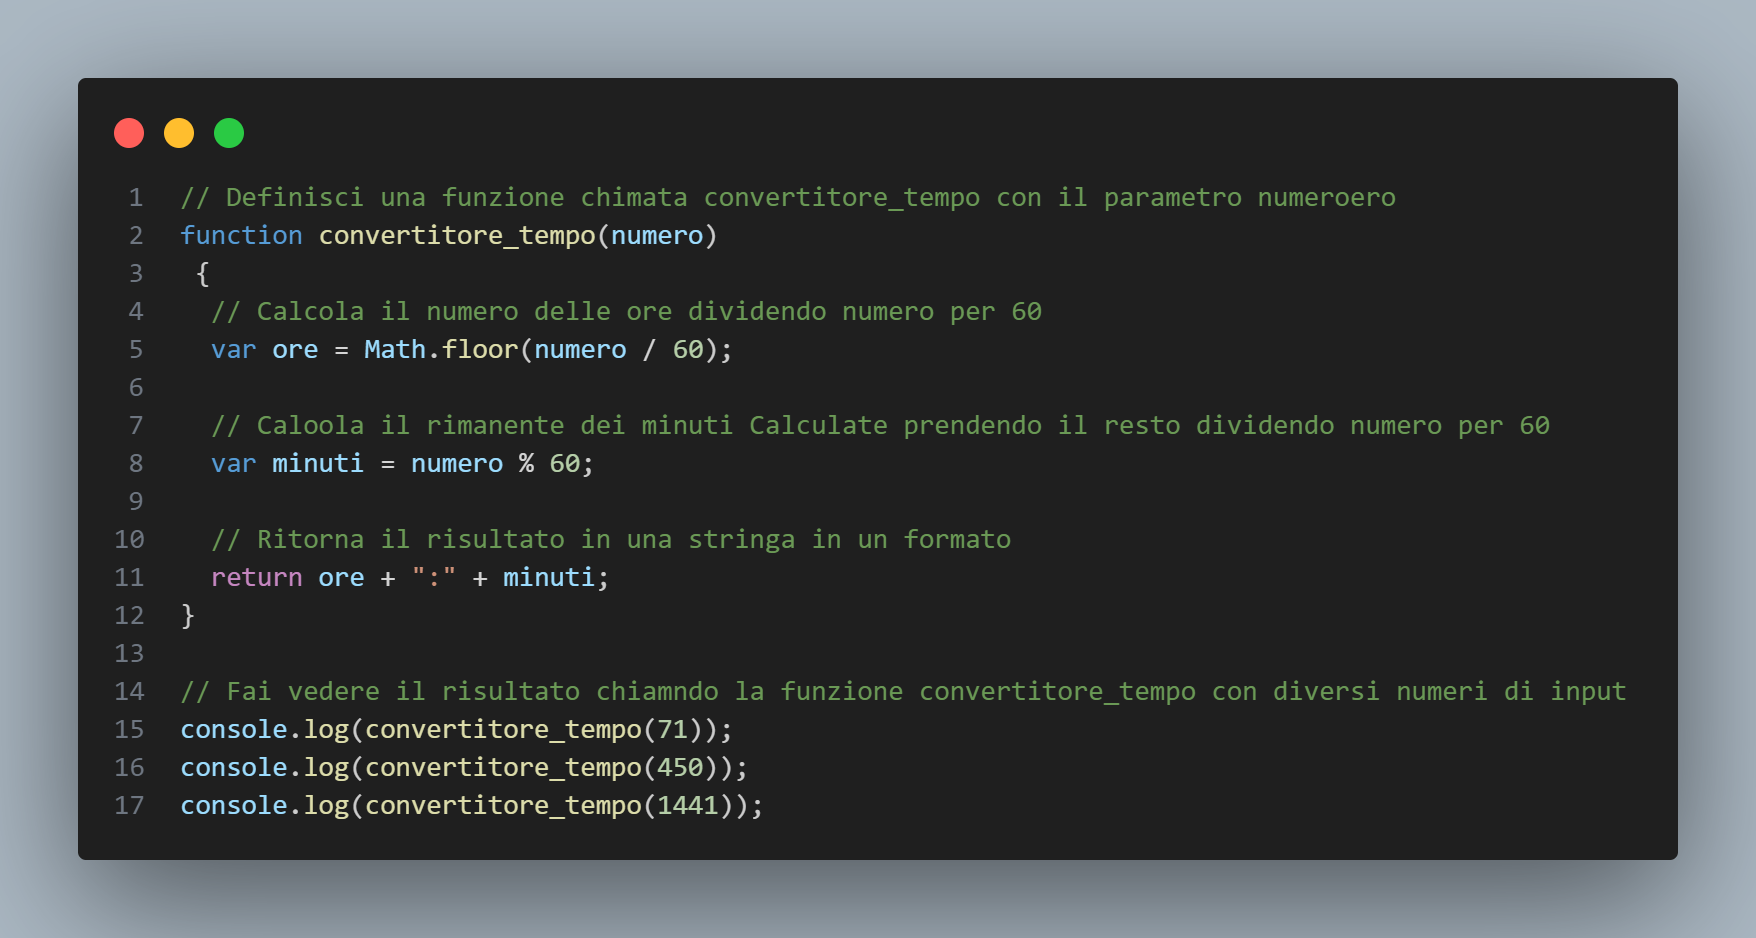 1 // Definisci una funzione chimata convertitore_tempo con il parametro numeroero
2 function convertitore_tempo(numero)
3  {
4   // Calcola il numero delle ore dividendo numero per 60
5   var ore = Math.floor(numero / 60);
6
7   // Caloola il rimanente dei minuti Calculate prendendo il resto dividendo numero per 60
8   var minuti = numero % 60;
9
10   // Ritorna il risultato in una stringa in un formato
11   return ore + ":" + minuti;
12 }
13
14 // Fai vedere il risultato chiamndo la funzione convertitore_tempo con diversi numeri di input
15 console.log(convertitore_tempo(71));
16 console.log(convertitore_tempo(450));
17 console.log(convertitore_tempo(1441));